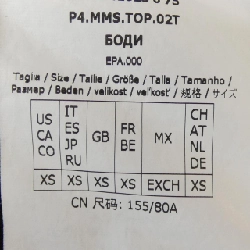 P4.MMS.TOP.02T
БОДИ
EPA.000
Taglia / Size / Taille / Größe / Talla / Tamanho /
Размер / Beden / velikost / veľkosť / 规格 / サイズ
US CA CO IT ES JP RU GB FR BE MX CH AT NL DE
XS XS XS XS EXCH XS
CN 尺码: 155/80A